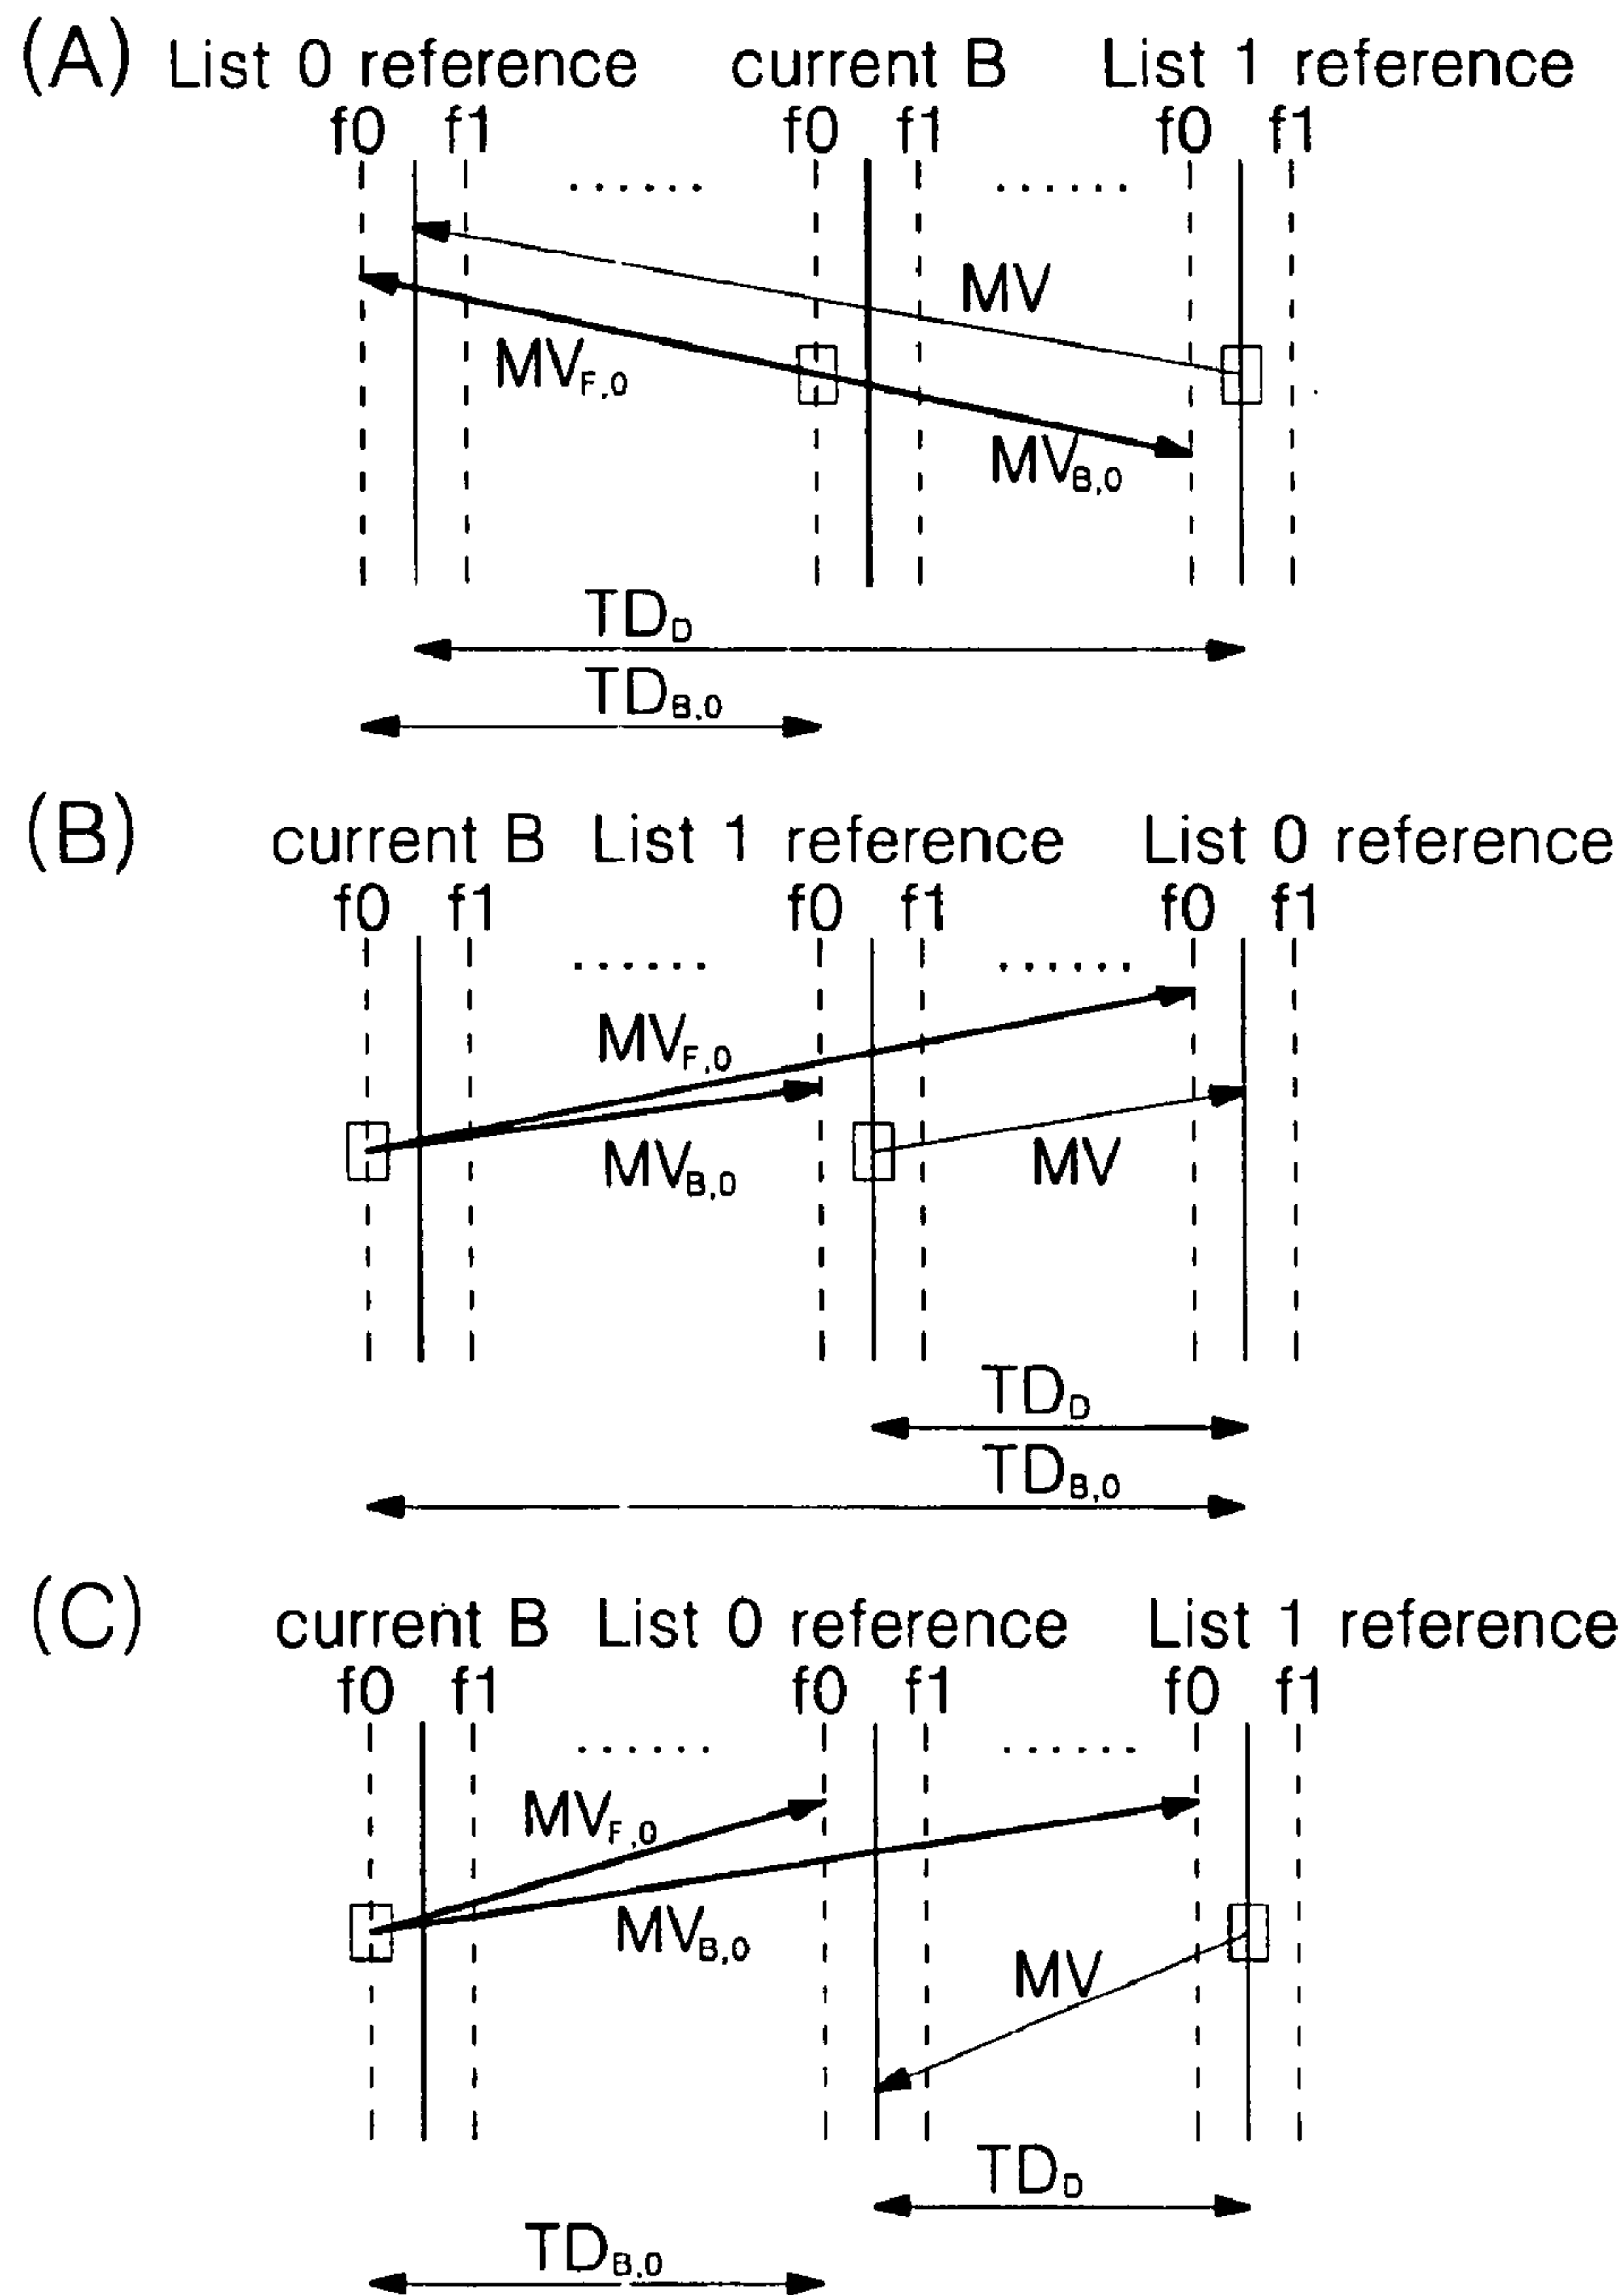 (A) List 0 reference current B List 1 reference
f0 f1 f0 f1 f0 f1
...... ......
MV
MVF,0
MVB,0
TDD
TDB,0
(B) current B List 1 reference List 0 reference
f0 f1 f0 f1 f0 f1
...... ......
MVF,0
MVB,0 MV
TDD
TDB,0
(C) current B List 0 reference List 1 reference
f0 f1 f0 f1 f0 f1
...... ......
MVF,0
MVB,0
MV
TDD
TDB,0